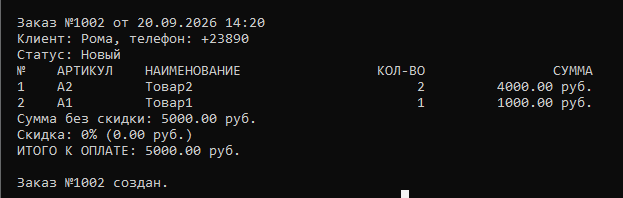 Заказ №1002 от 20.09.2026 14:20
Клиент: Рома, телефон: +23890
Статус: Новый
№ АРТИКУЛ НАИМЕНОВАНИЕ КОЛ-ВО СУММА
1 A2 Товар2 2 4000.00 руб.
2 A1 Товар1 1 1000.00 руб.
Сумма без скидки: 5000.00 руб.
Скидка: 0% (0.00 руб.)
ИТОГО К ОПЛАТЕ: 5000.00 руб.
Заказ №1002 создан.